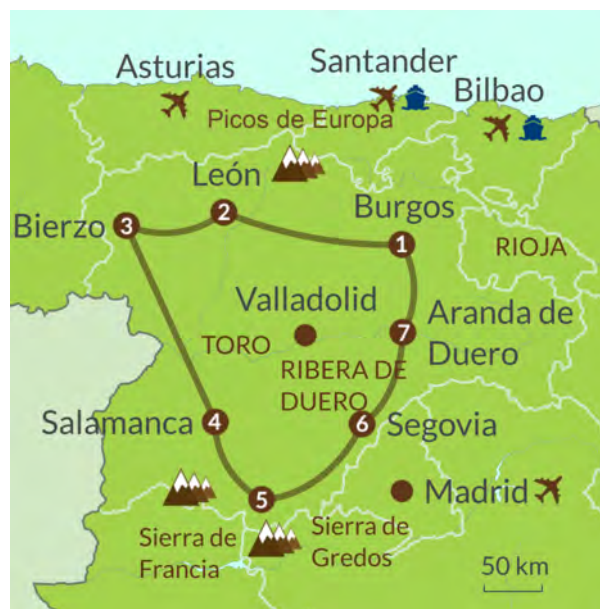 Santander
Asturias
Bilbao
Picos de Europa
León
2
Burgos
Bierzo
3
1
RIOJA
Valladolid
7
Aranda de
Duero
TORO
RIBERA DE
DUERO
Salamanca
4
6
Segovia
5
Madrid
Sierra de
Francia
Sierra de
Gredos
50 km